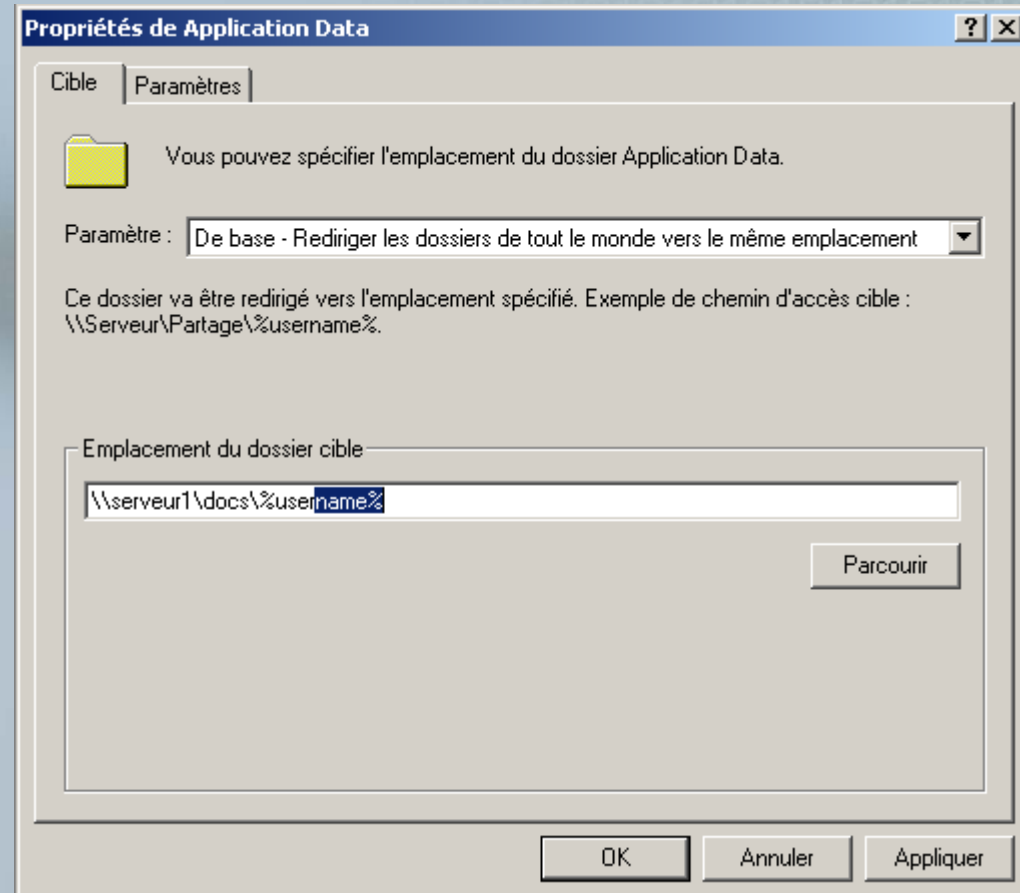 Propriétés de Application Data
Cible
Paramètres
Vous pouvez spécifier l'emplacement du dossier Application Data.
Paramètre :
De base - Rediriger les dossiers de tout le monde vers le même emplacement
Ce dossier va être redirigé vers l'emplacement spécifié. Exemple de chemin d'accès cible :
\\Serveur\Partage\%username%.
Emplacement du dossier cible
\\serveur1\docs\%username%
Parcourir
OK
Annuler
Appliquer